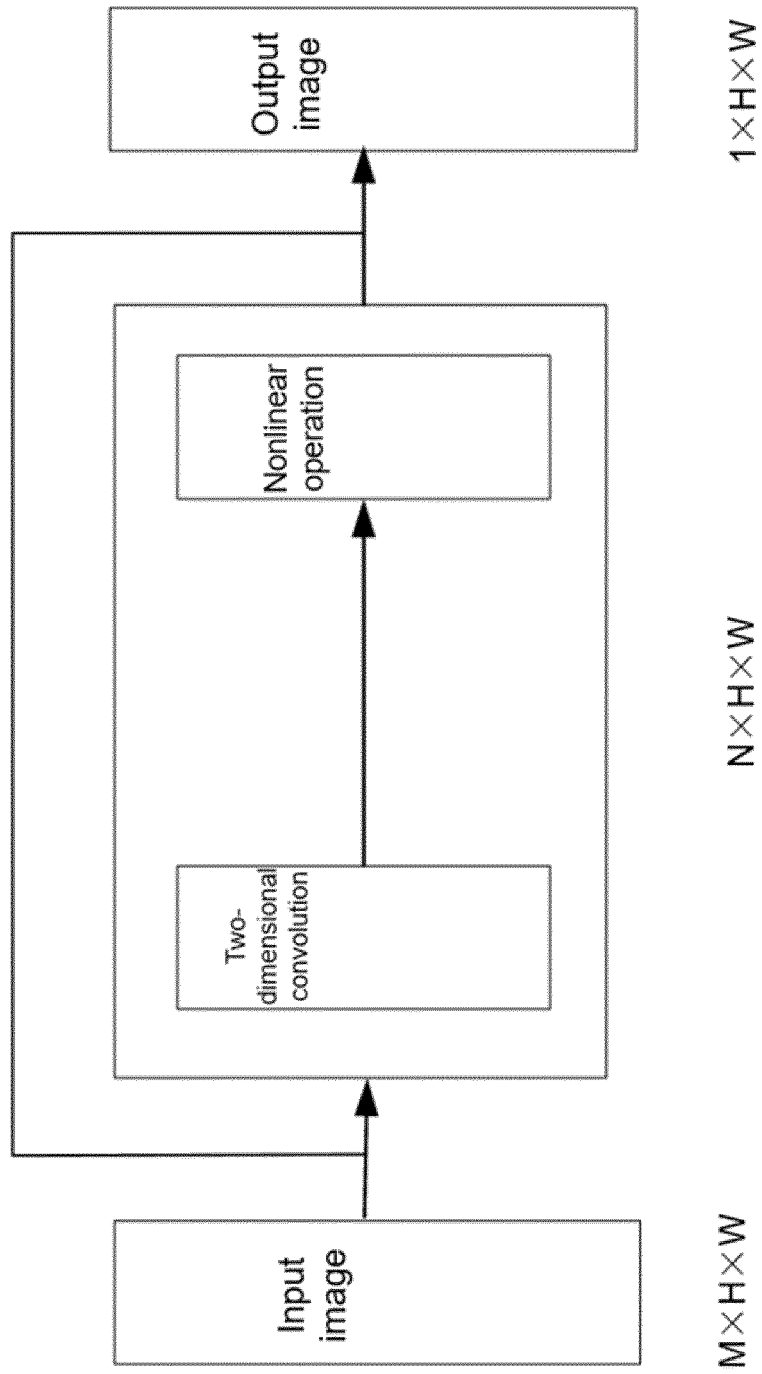 Input
image
Two-
dimensional
convolution
Nonlinear
operation
Output
image
M×H×W
N×H×W
1×H×W